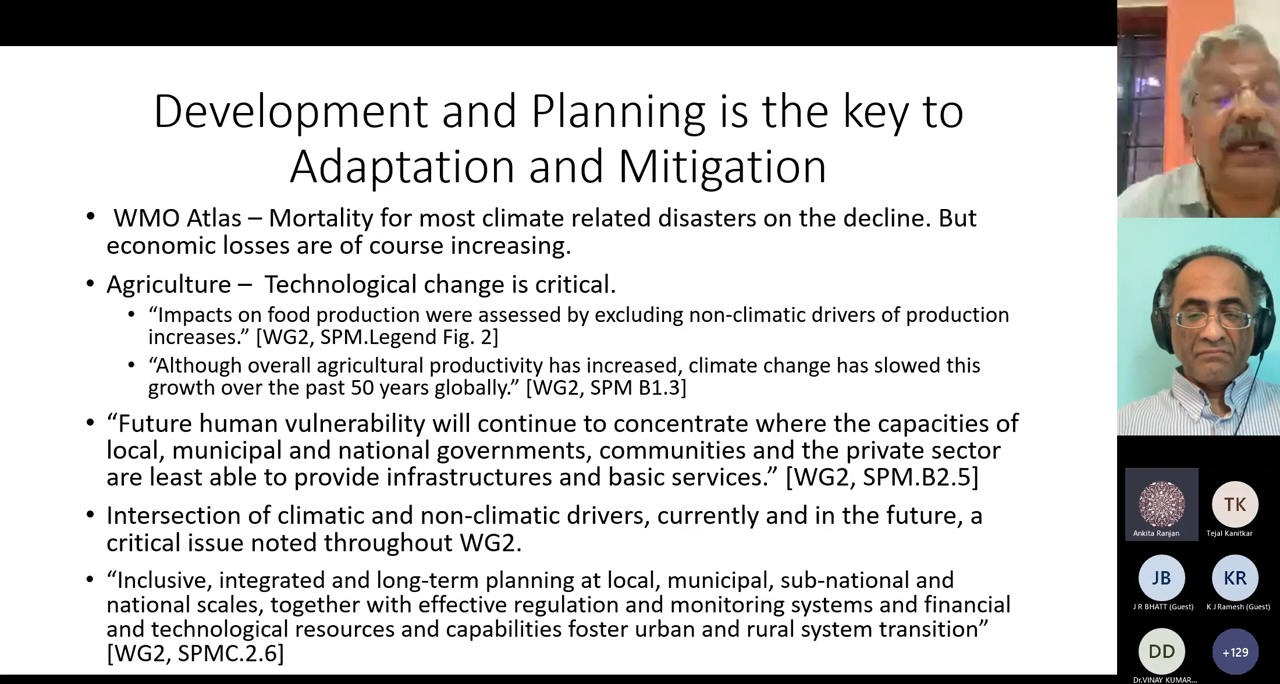 Development and Planning is the key to
Adaptation and Mitigation
• WMO Atlas – Mortality for most climate related disasters on the decline. But
economic losses are of course increasing.
• Agriculture – Technological change is critical.
• “Impacts on food production were assessed by excluding non-climatic drivers of production
increases.” [WG2, SPM.Legend Fig. 2]
• “Although overall agricultural productivity has increased, climate change has slowed this
growth over the past 50 years globally.” [WG2, SPM B1.3]
• “Future human vulnerability will continue to concentrate where the capacities of
local, municipal and national governments, communities and the private sector
are least able to provide infrastructures and basic services.” [WG2, SPM.B2.5]
• Intersection of climatic and non-climatic drivers, currently and in the future, a
critical issue noted throughout WG2.
• “Inclusive, integrated and long-term planning at local, municipal, sub-national and
national scales, together with effective regulation and monitoring systems and financial
and technological resources and capabilities foster urban and rural system transition”
[WG2, SPMC.2.6]
TK
Ankita Ranjan
Tejal Kanitkar
JB
KR
J R BHATT (Guest)
K J Ramesh (Guest)
DD
+129
Dr.VINAY KUMAR...